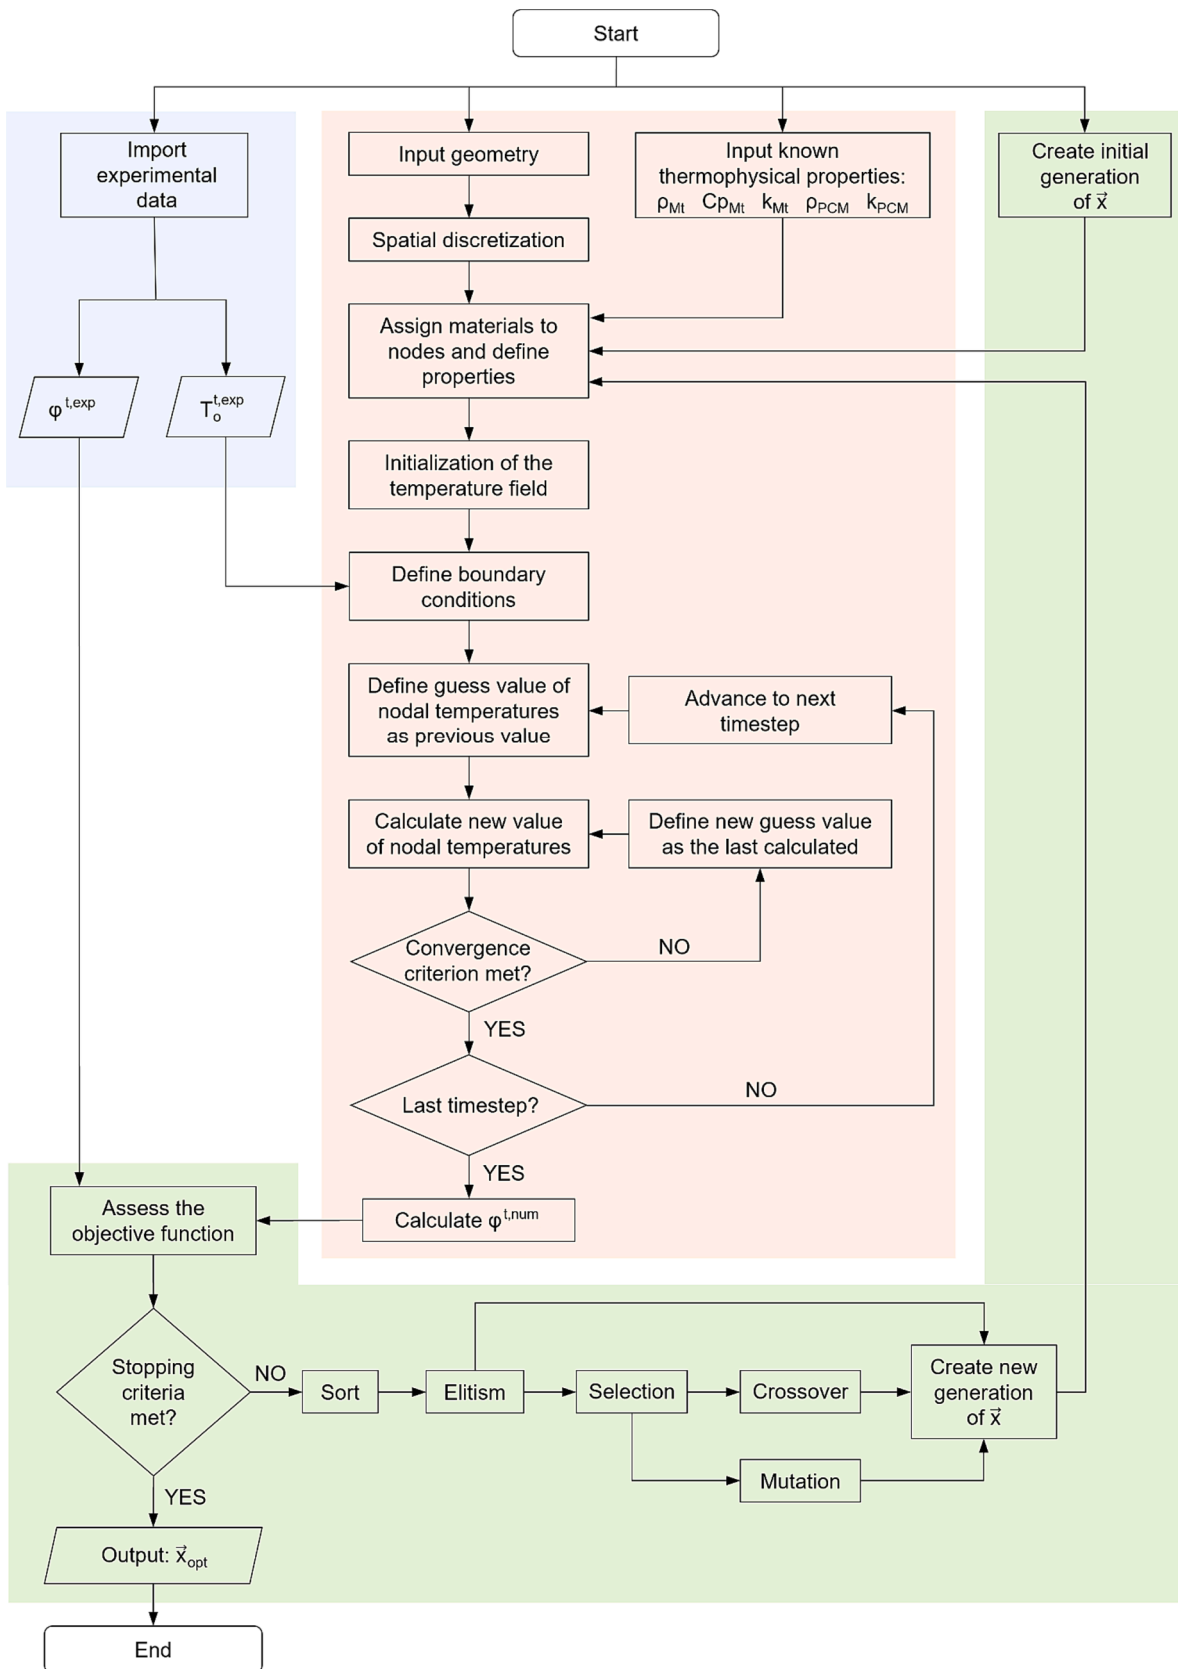 Start
Import
experimental
data
Input geometry
Input known
thermophysical properties:
ρMt CpMt kMt ρPCM kPCM
Create initial
generation
of x⃗
Spatial discretization
Assign materials to
nodes and define
properties
φt,exp
Tot,exp
Initialization of the
temperature field
Define boundary
conditions
Define guess value of
nodal temperatures
as previous value
Advance to next
timestep
Calculate new value
of nodal temperatures
Define new guess value
as the last calculated
Convergence
criterion met?
NO
YES
Last timestep?
NO
YES
Assess the
objective function
Calculate φt,num
Stopping
criteria
met?
NO
Sort
Elitism
Selection
Crossover
Create new
generation
of x⃗
Mutation
YES
Output: x⃗opt
End